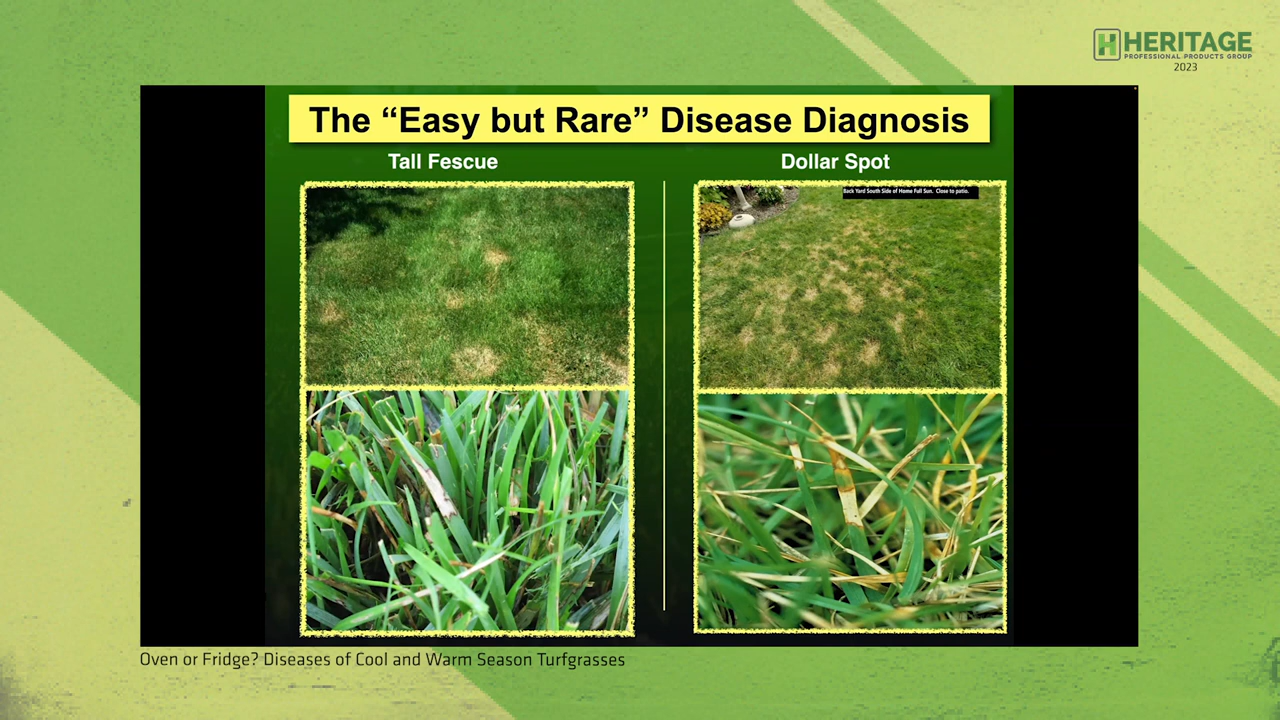 HERITAGE
PROFESSIONAL PRODUCTS GROUP
2023
The “Easy but Rare” Disease Diagnosis
Tall Fescue
Dollar Spot
Back Yard South Side of Home Full Sun. Close to patio.
Oven or Fridge? Diseases of Cool and Warm Season Turfgrasses